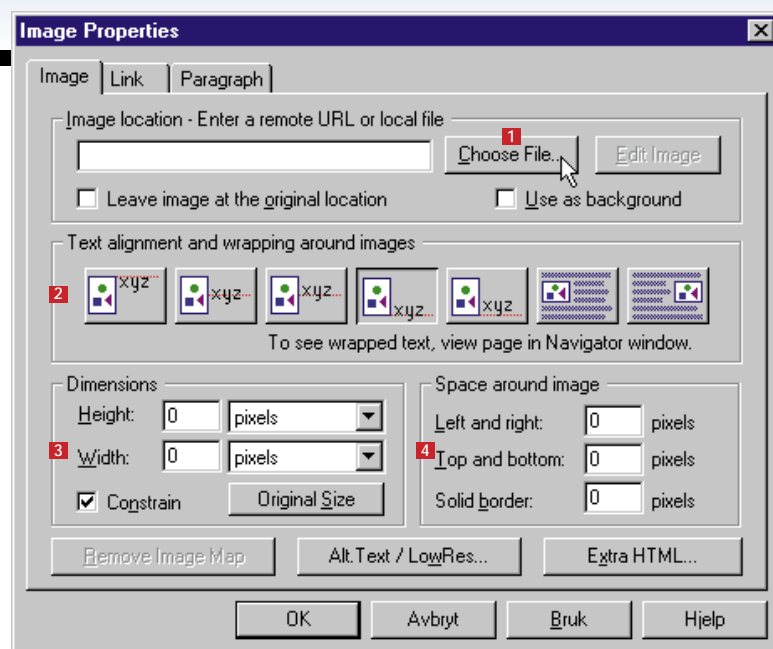 Image Properties
Image Link Paragraph
Image location - Enter a remote URL or local file
1
Choose File... Edit Image
Leave image at the original location Use as background
Text alignment and wrapping around images
2
xyz xyz xyz xyz xyz
To see wrapped text, view page in Navigator window.
Dimensions
Height: 0 pixels
3
Width: 0 pixels
Constrain Original Size
Space around image
Left and right: 0 pixels
4
Top and bottom: 0 pixels
Solid border: 0 pixels
Remove Image Map Alt.Text / LowRes... Extra HTML...
OK Avbryt Bruk Hjelp